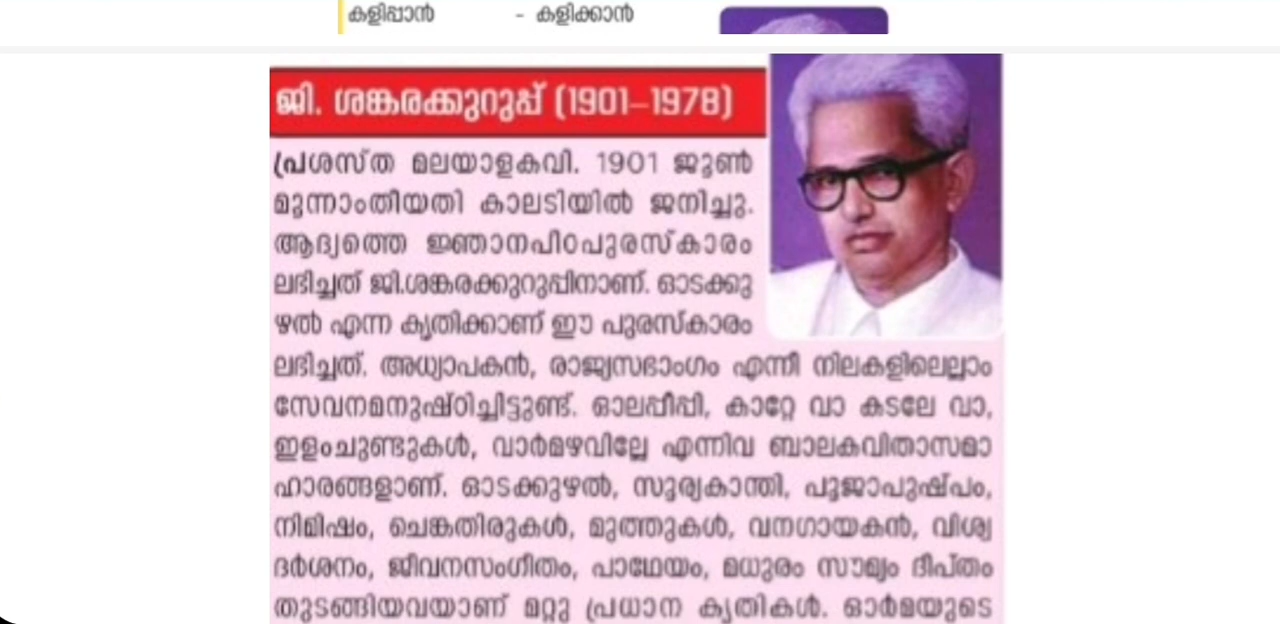 കളിപ്പാൻ - കളിക്കാൻ
ജി. ശങ്കരക്കുറുപ്പ് (1901–1978)
പ്രശസ്ത മലയാളകവി. 1901 ജൂൺ
മൂന്നാംതീയതി കാലടിയിൽ ജനിച്ചു.
ആദ്യത്തെ ജ്ഞാനപീഠപുരസ്കാരം
ലഭിച്ചത് ജി.ശങ്കരക്കുറുപ്പിനാണ്. ഓടക്കു
ഴൽ എന്ന കൃതിക്കാണ് ഈ പുരസ്കാരം
ലഭിച്ചത്. അധ്യാപകൻ, രാജ്യസഭാംഗം എന്നീ നിലകളിലെല്ലാം
സേവനമനുഷ്ഠിച്ചിട്ടുണ്ട്. ഓലപ്പീപ്പി, കാറ്റേ വാ കടലേ വാ,
ഇളംചുണ്ടുകൾ, വാർമഴവില്ലേ എന്നിവ ബാലകവിതാസമാ
ഹാരങ്ങളാണ്. ഓടക്കുഴൽ, സൂര്യകാന്തി, പൂജാപുഷ്പം,
നിമിഷം, ചെങ്കതിരുകൾ, മുത്തുകൾ, വനഗായകൻ, വിശ്വ
ദർശനം, ജീവനസംഗീതം, പാഥേയം, മധുരം സൗമ്യം ദീപ്തം
തുടങ്ങിയവയാണ് മറ്റു പ്രധാന കൃതികൾ. ഓർമയുടെ